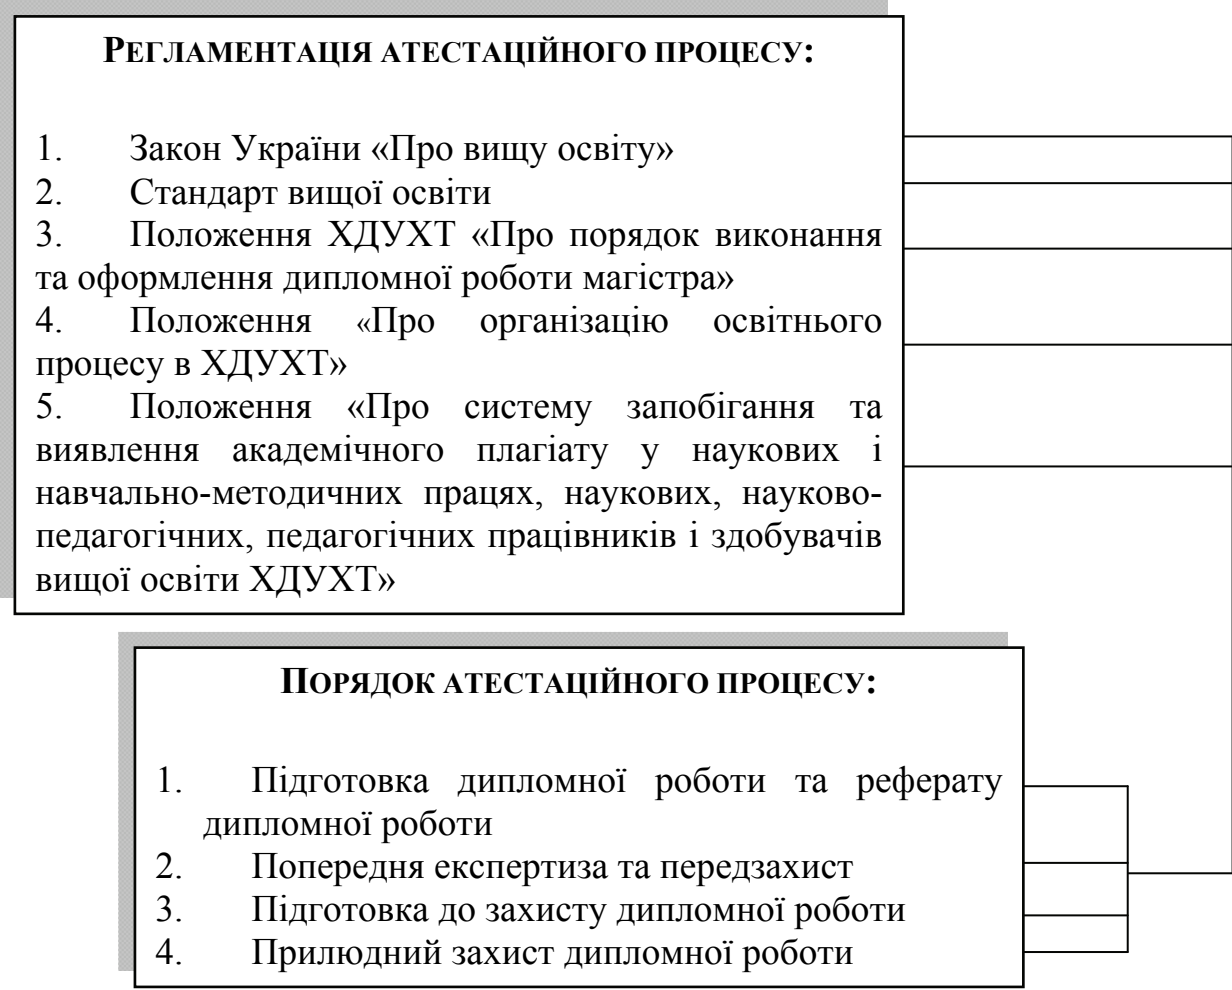 РЕГЛАМЕНТАЦІЯ АТЕСТАЦІЙНОГО ПРОЦЕСУ:
1. Закон України «Про вищу освіту»
2. Стандарт вищої освіти
3. Положення ХДУХТ «Про порядок виконання
та оформлення дипломної роботи магістра»
4. Положення «Про організацію освітнього
процесу в ХДУХТ»
5. Положення «Про систему запобігання та
виявлення академічного плагіату у наукових і
навчально-методичних працях, наукових, науково-
педагогічних, педагогічних працівників і здобувачів
вищої освіти ХДУХТ»
ПОРЯДОК АТЕСТАЦІЙНОГО ПРОЦЕСУ:
1. Підготовка дипломної роботи та реферату
дипломної роботи
2. Попередня експертиза та передзахист
3. Підготовка до захисту дипломної роботи
4. Прилюдний захист дипломної роботи